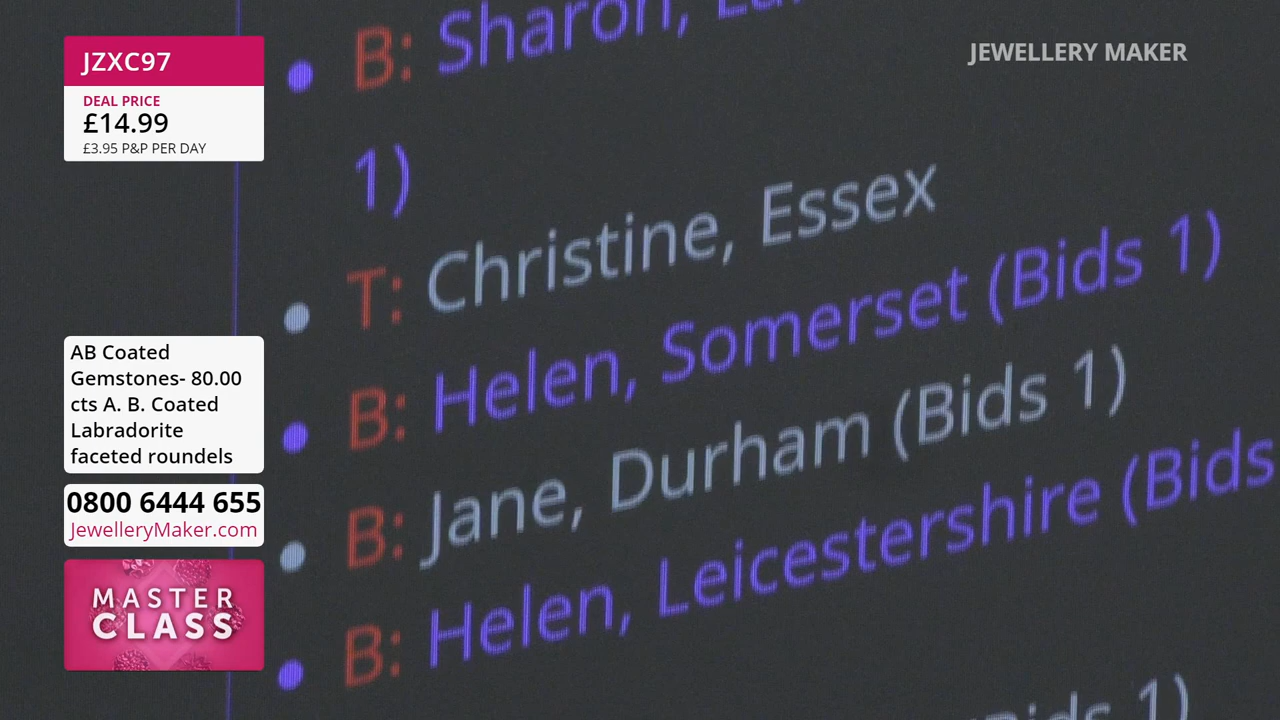 JZXC97
DEAL PRICE
£14.99
£3.95 P&P PER DAY
JEWELLERY MAKER
B: Sharon,
1)
T: Christine, Essex
B: Helen, Somerset (Bids 1)
B: Jane, Durham (Bids 1)
B: Helen, Leicestershire (Bids
1)
AB Coated
Gemstones- 80.00
cts A. B. Coated
Labradorite
faceted roundels
0800 6444 655
JewelleryMaker.com
MASTER
CLASS